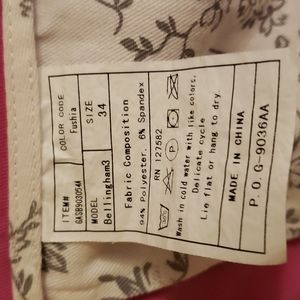 ITEM# COLOR CODE
GASB903054A Fushia
MODEL SIZE
Bellingham3 34
Fabric Composition
94% Polyester, 6% Spandex
RN 127582
Wash in cold water with like colors.
Delicate cycle
Lie flat or hang to dry.
MADE IN CHINA
P.O.G-9036AA